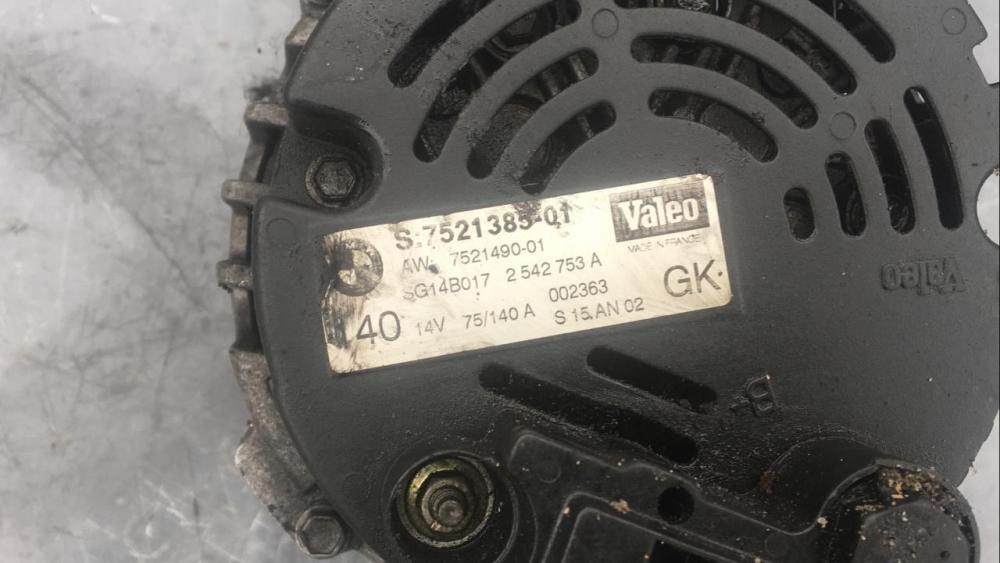 S:7521385-01
Valeo
MADE IN FRANCE
AW: 7521490-01
SG14B017 2 542 753 A
GK
140 14V 75/140 A 002363
S 15.AN 02
Valeo
B+